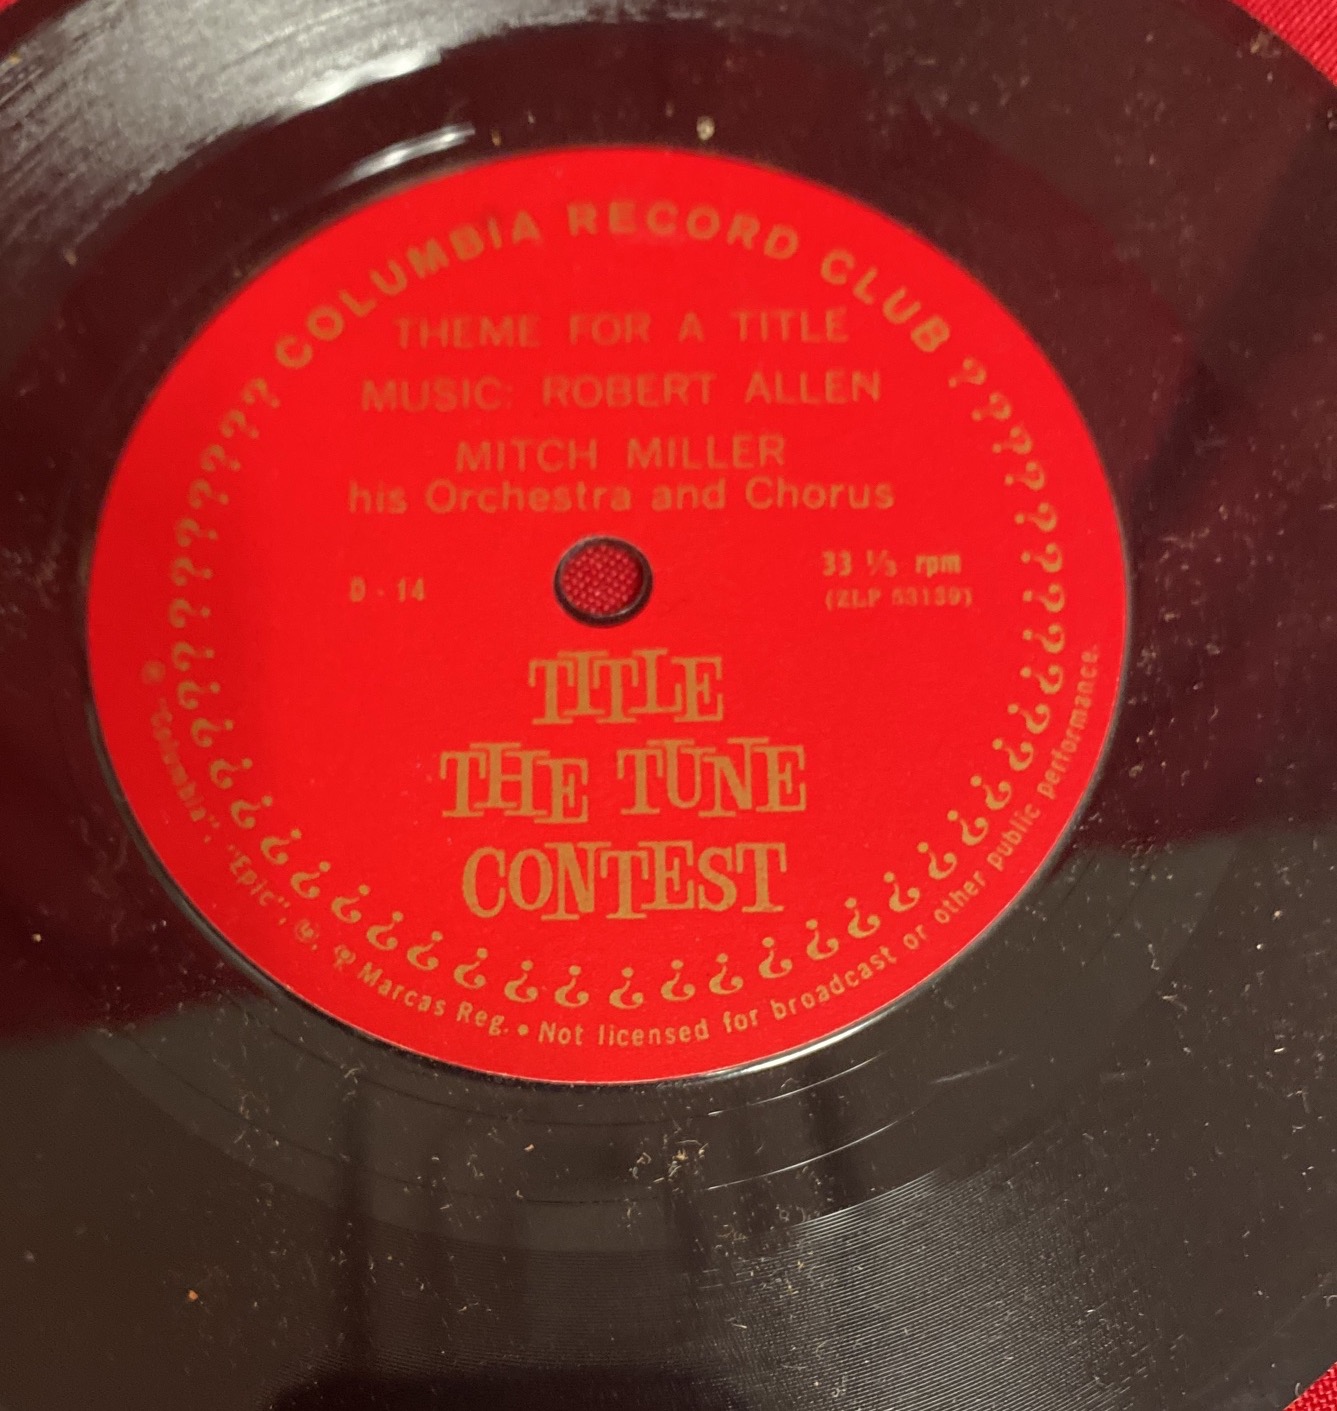 COLUMBIA RECORD CLUB
THEME FOR A TITLE
MUSIC: ROBERT ALLEN
MITCH MILLER
his Orchestra and Chorus
D - 14
33 ⅓ rpm
(ZLP 53139)
TITLE
THE TUNE
CONTEST
? ? ? ? ? ? ? ? ? ? ? ? ? ? ? ? ? ? ? ? ? ? ? ? ? ? ? ? ? ? ? ? ? ? ? ? ? ? ? ? ? ? ?
® "Columbia", "Epic", Marcas Reg. • Not licensed for broadcast or other public performance.